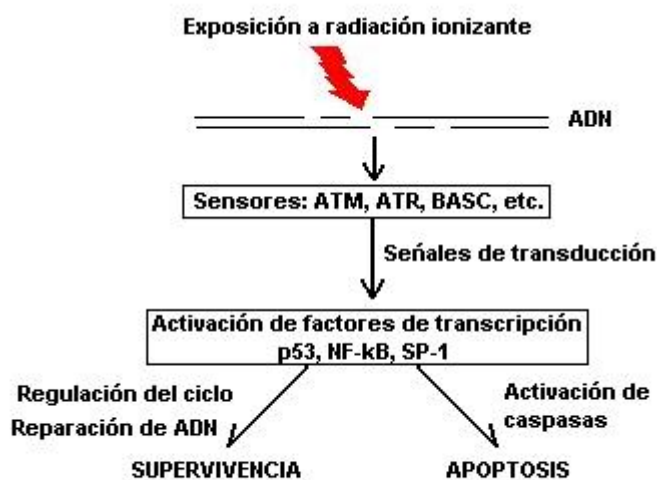 Exposición a radiación ionizante
ADN
Sensores: ATM, ATR, BASC, etc.
Señales de transducción
Activación de factores de transcripción
p53, NF-kB, SP-1
Regulación del ciclo
Reparación de ADN
Activación de
caspasas
SUPERVIVENCIA
APOPTOSIS